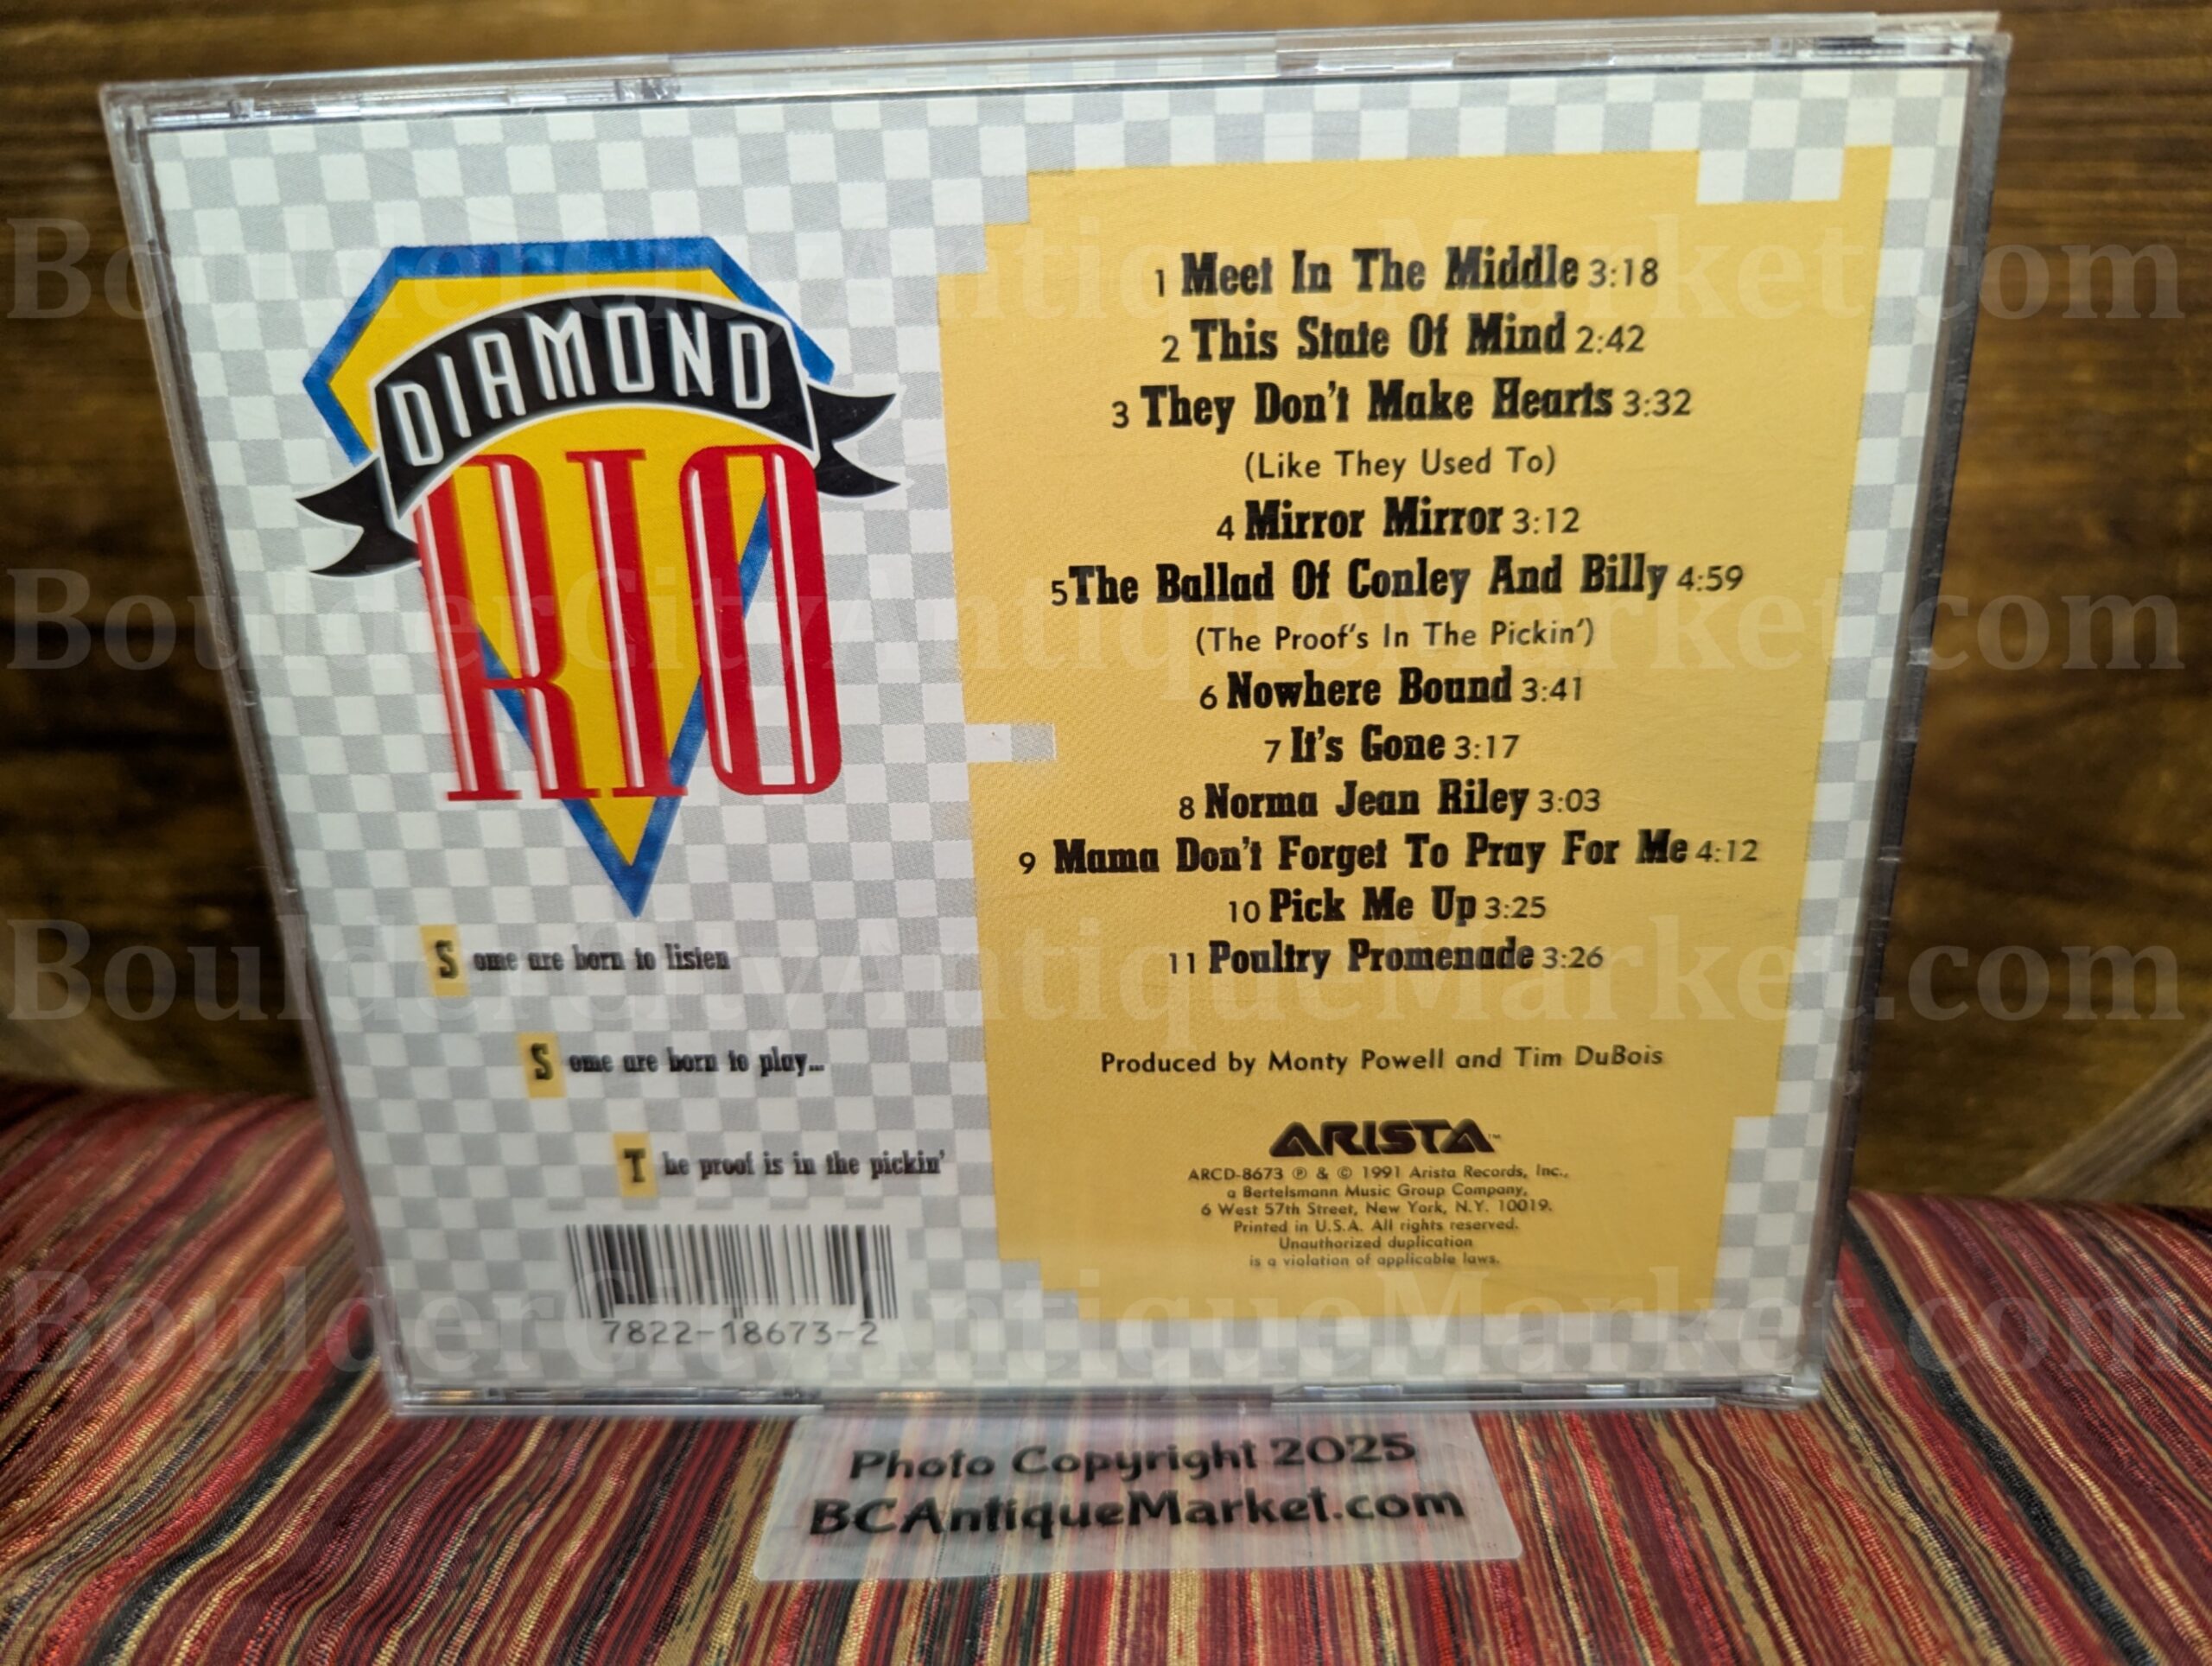 DIAMOND
RIO
Some are born to listen
Some are born to play...
The proof is in the pickin'
7822-18673-2
1 Meet In The Middle 3:18
2 This State Of Mind 2:42
3 They Don't Make Hearts 3:32
(Like They Used To)
4 Mirror Mirror 3:12
5 The Ballad Of Conley And Billy 4:59
(The Proof's In The Pickin')
6 Nowhere Bound 3:41
7 It's Gone 3:17
8 Norma Jean Riley 3:03
9 Mama Don't Forget To Pray For Me 4:12
10 Pick Me Up 3:25
11 Poultry Promenade 3:26
Produced by Monty Powell and Tim DuBois
ARISTA™
ARCD-8673 ℗ & © 1991 Arista Records, Inc.,
a Bertelsmann Music Group Company,
6 West 57th Street, New York, N.Y. 10019.
Printed in U.S.A. All rights reserved.
Unauthorized duplication
is a violation of applicable laws.
Photo Copyright 2025
BCAntiqueMarket.com
BoulderCityAntiqueMarket.com
BoulderCityAntiqueMarket.com
BoulderCityAntiqueMarket.com
BoulderCityAntiqueMarket.com